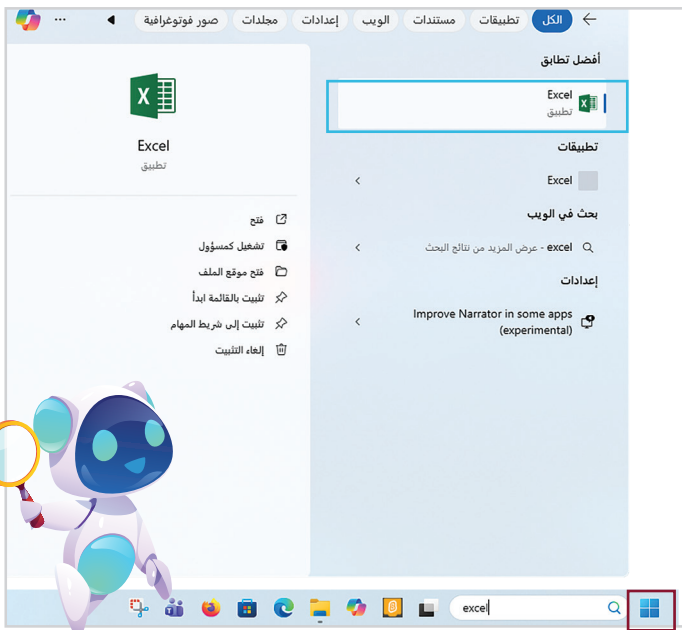 الكل تطبيقات مستندات الويب إعدادات مجلدات صور فوتوغرافية ...
أفضل تطابق
Excel
تطبيق
تطبيقات
Excel
بحث في الويب
excel - عرض المزيد من نتائج البحث
إعدادات
Improve Narrator in some apps
(experimental)
Excel
تطبيق
فتح
تشغيل كمسؤول
فتح موقع الملف
تثبيت بالقائمة ابدأ
تثبيت إلى شريط المهام
إلغاء التثبيت
excel